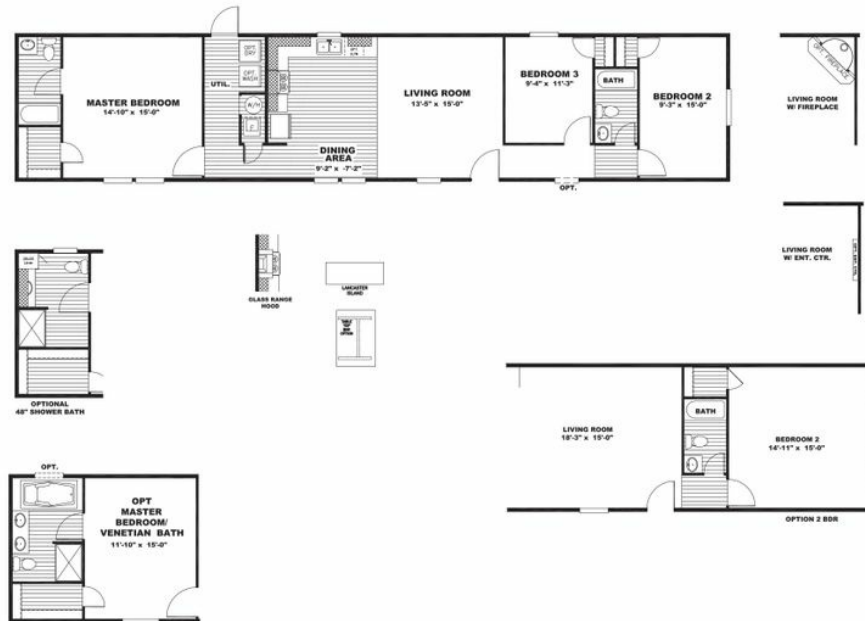 MASTER BEDROOM
14'-10" x 15'-0"
UTIL.
OPT.
DRY
OPT.
WASH
W/H
DINING
AREA
9'-2" x -7'-2"
LIVING ROOM
13'-5" x 15'-0"
BEDROOM 3
9'-4" x 11'-3"
BATH
BEDROOM 2
9'-3" x 15'-0"
OPT.
OPT. FIREPLACE
LIVING ROOM
W/ FIREPLACE
LIVING ROOM
W/ ENT. CTR.
OPTIONAL
48" SHOWER BATH
GLASS RANGE
HOOD
LANCASTER
ISLAND
LIVING ROOM
18'-3" x 15'-0"
BATH
BEDROOM 2
14'-11" x 15'-0"
OPTION 2 BDR
OPT.
OPT
MASTER
BEDROOM/
VENETIAN BATH
11'-10" x 15'-0"